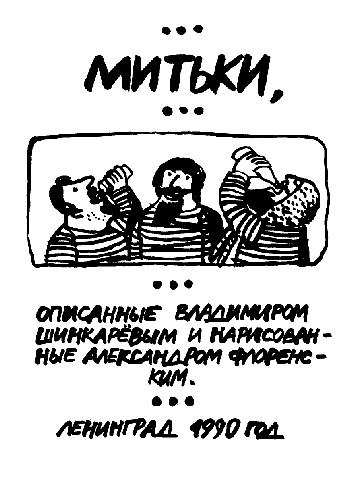 МИТЬКИ,
ОПИСАННЫЕ ВЛАДИМИРОМ
ШИНКАРЁВЫМ И НАРИСОВАН-
НЫЕ АЛЕКСАНДРОМ ФЛОРЕНС-
КИМ.
ЛЕНИНГРАД 1990 ГОД